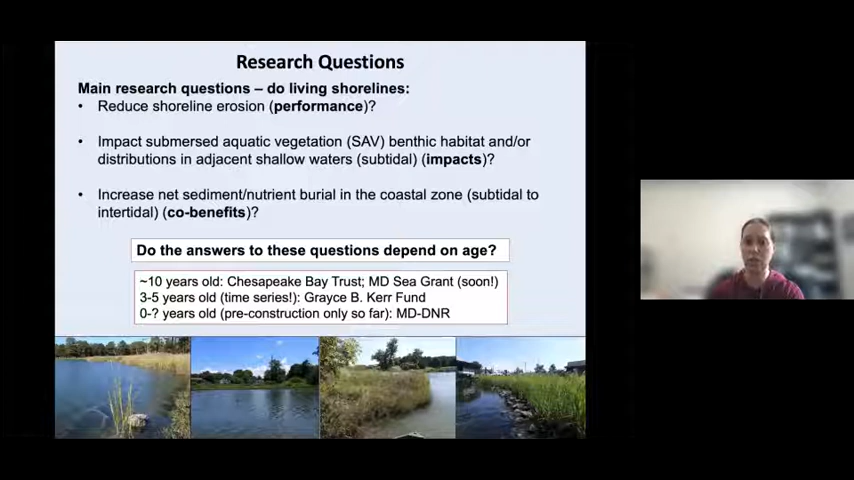 Research Questions
Main research questions – do living shorelines:
• Reduce shoreline erosion (performance)?
• Impact submersed aquatic vegetation (SAV) benthic habitat and/or
distributions in adjacent shallow waters (subtidal) (impacts)?
• Increase net sediment/nutrient burial in the coastal zone (subtidal to
intertidal) (co-benefits)?
Do the answers to these questions depend on age?
~10 years old: Chesapeake Bay Trust; MD Sea Grant (soon!)
3-5 years old (time series!): Grayce B. Kerr Fund
0-? years old (pre-construction only so far): MD-DNR